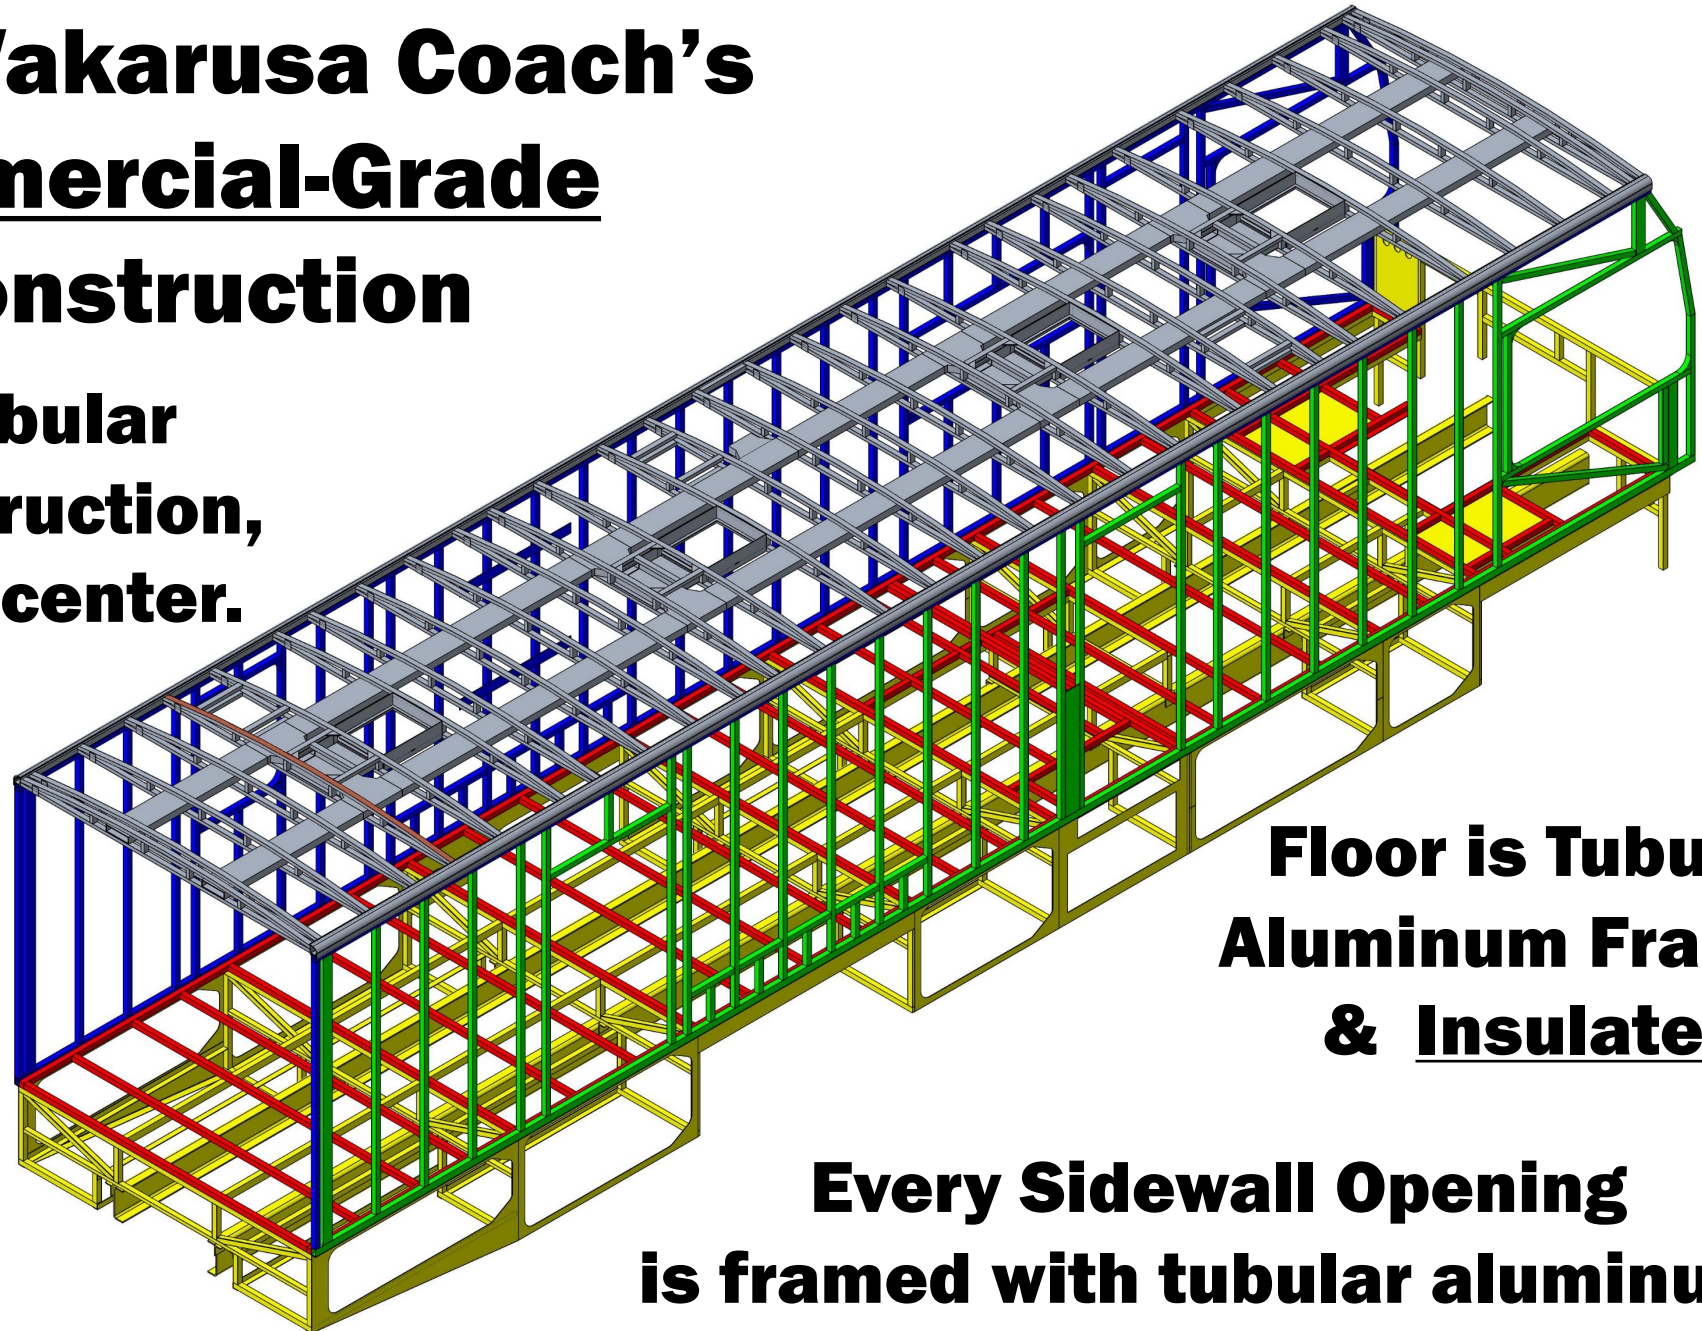 Wakarusa Coach's
mercial-Grade
onstruction
bular
ruction,
center.
Floor is Tubu
Aluminum Fra
& Insulate
Every Sidewall Opening
is framed with tubular aluminu